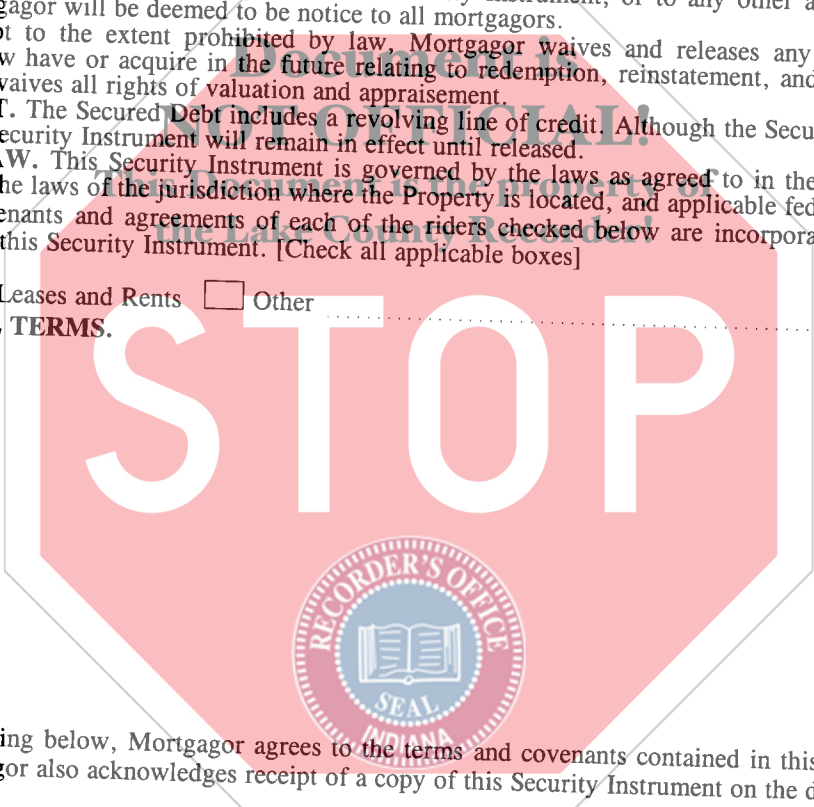 gagor will be deemed to be notice to all mortgagors.
to the extent prohibited by law, Mortgagor waives and releases any
w have or acquire in the future relating to redemption, reinstatement, and
waives all rights of valuation and appraisement.
T. The Secured Debt includes a revolving line of credit. Although the Secu
ecurity Instrument will remain in effect until released.
AW. This Security Instrument is governed by the laws as agreed to in the
he laws of the jurisdiction where the Property is located, and applicable fed
enants and agreements of each of the riders checked below are incorpora
this Security Instrument. [Check all applicable boxes]
Leases and Rents Other
TERMS.
Document is
NOT OFFICIAL!
This Document is the property of
the Lake County Recorder!
STOP
RECORDER'S OFFICE
SEAL
INDIANA
ing below, Mortgagor agrees to the terms and covenants contained in this
gor also acknowledges receipt of a copy of this Security Instrument on the d